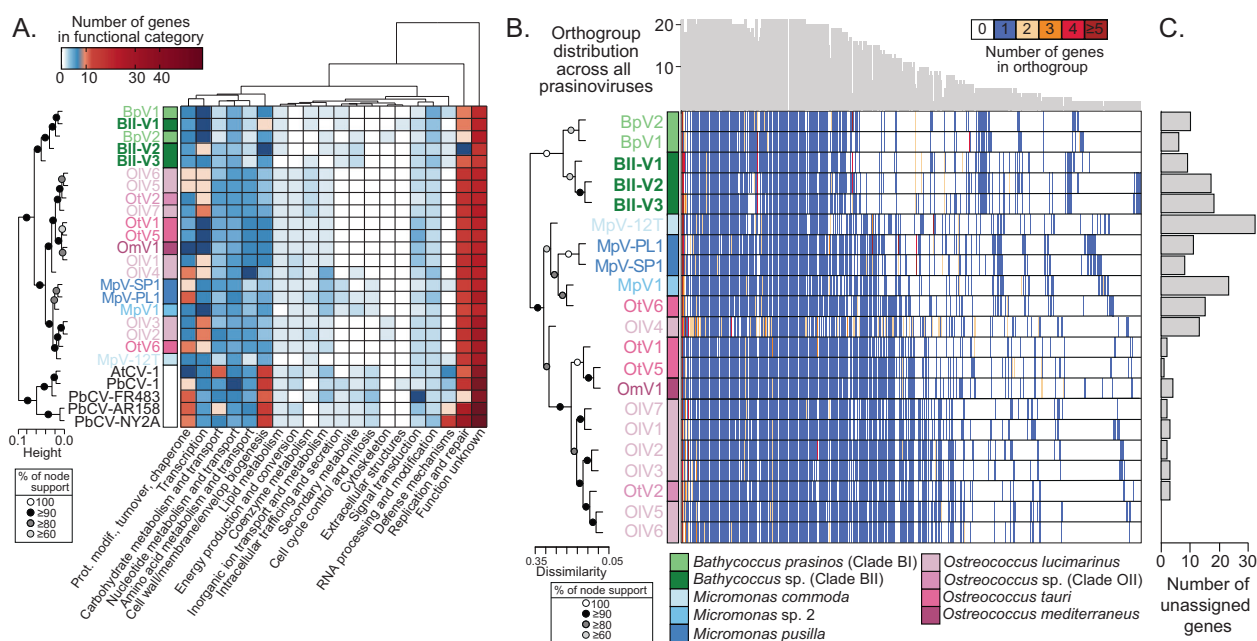 A.
Number of genes
in functional category
0 10 30 50
BpV1
BII-V1
BpV2
BII-V2
BII-V3
OlV6
OlV5
OtV2
OlV7
OtV1
OtV5
OmV1
OlV1
OlV4
MpV-SP1
MpV-PL1
MpV1
OlV3
OlV2
OtV6
MpV-12T
AtCV-1
PbCV-1
PbCV-FR483
PbCV-AR158
PbCV-NY2A
0.1 0.0
Height
% of node
support
100
≥90
≥80
≥60
Prot. modif., turnover, chaperone
Transcription
Carbohydrate metabolism and transport
Nucleotide metabolism and transport
Amino acid metabolism and transport
Cell wall/membrane/envelop biogenesis
Lipid metabolism
Energy production and conversion
Coenzyme metabolism
Inorganic ion transport and metabolism
Intracellular trafficing and secretion
Secondary metabolite
Cell cycle control and mitosis
Cytoskeleton
Extracellular structures
Signal transduction
RNA processing and modification
Defense mechanisms
Replication and repair
Function unknown
B.
Orthogroup
distribution
across all
prasinoviruses
20
10
0 1 2 3 4 ≥5
Number of genes
in orthogroup
BpV2
BpV1
BII-V1
BII-V2
BII-V3
MpV-12T
MpV-PL1
MpV-SP1
MpV1
OtV6
OlV4
OtV1
OtV5
OmV1
OlV7
OlV1
OlV2
OlV3
OtV2
OlV5
OlV6
0.35 0.05
Dissimilarity
% of node support
100
≥90
≥80
≥60
Bathycoccus prasinos (Clade BI)
Bathycoccus sp. (Clade BII)
Micromonas commoda
Micromonas sp. 2
Micromonas pusilla
Ostreococcus lucimarinus
Ostreococcus sp. (Clade OII)
Ostreococcus tauri
Ostreococcus mediterraneus
C.
0 10 20 30
Number of
unassigned
genes